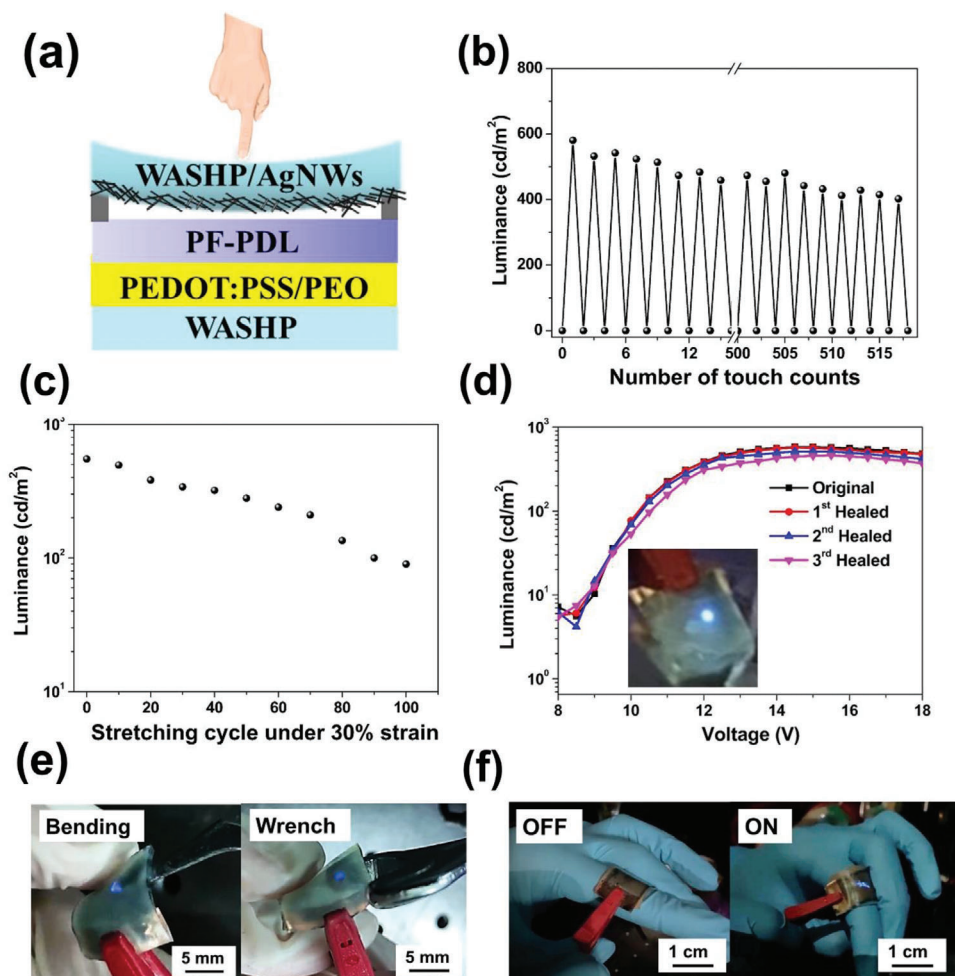 (a)
WASHP/AgNWs
PF-PDL
PEDOT:PSS/PEO
WASHP
(b)
Luminance (cd/m²)
800
600
400
200
0
0 6 12 500 505 510 515
Number of touch counts
(c)
Luminance (cd/m²)
10³
10²
10¹
0 20 40 60 80 100
Stretching cycle under 30% strain
(d)
Luminance (cd/m²)
10³
10²
10¹
10⁰
Original
1st Healed
2nd Healed
3rd Healed
8 10 12 14 16 18
Voltage (V)
(e)
Bending
5 mm
Wrench
5 mm
(f)
OFF
1 cm
ON
1 cm